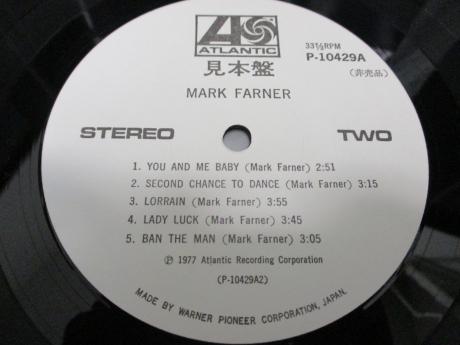 ATLANTIC
33⅓RPM
P-10429A
(非売品)
見本盤
MARK FARNER
STEREO
TWO
1. YOU AND ME BABY (Mark Farner) 2:51
2. SECOND CHANCE TO DANCE (Mark Farner) 3:15
3. LORRAIN (Mark Farner) 3:55
4. LADY LUCK (Mark Farner) 3:45
5. BAN THE MAN (Mark Farner) 3:05
℗ 1977 Atlantic Recording Corporation
(P-10429A2)
MADE BY WARNER PIONEER CORPORATION, JAPAN.